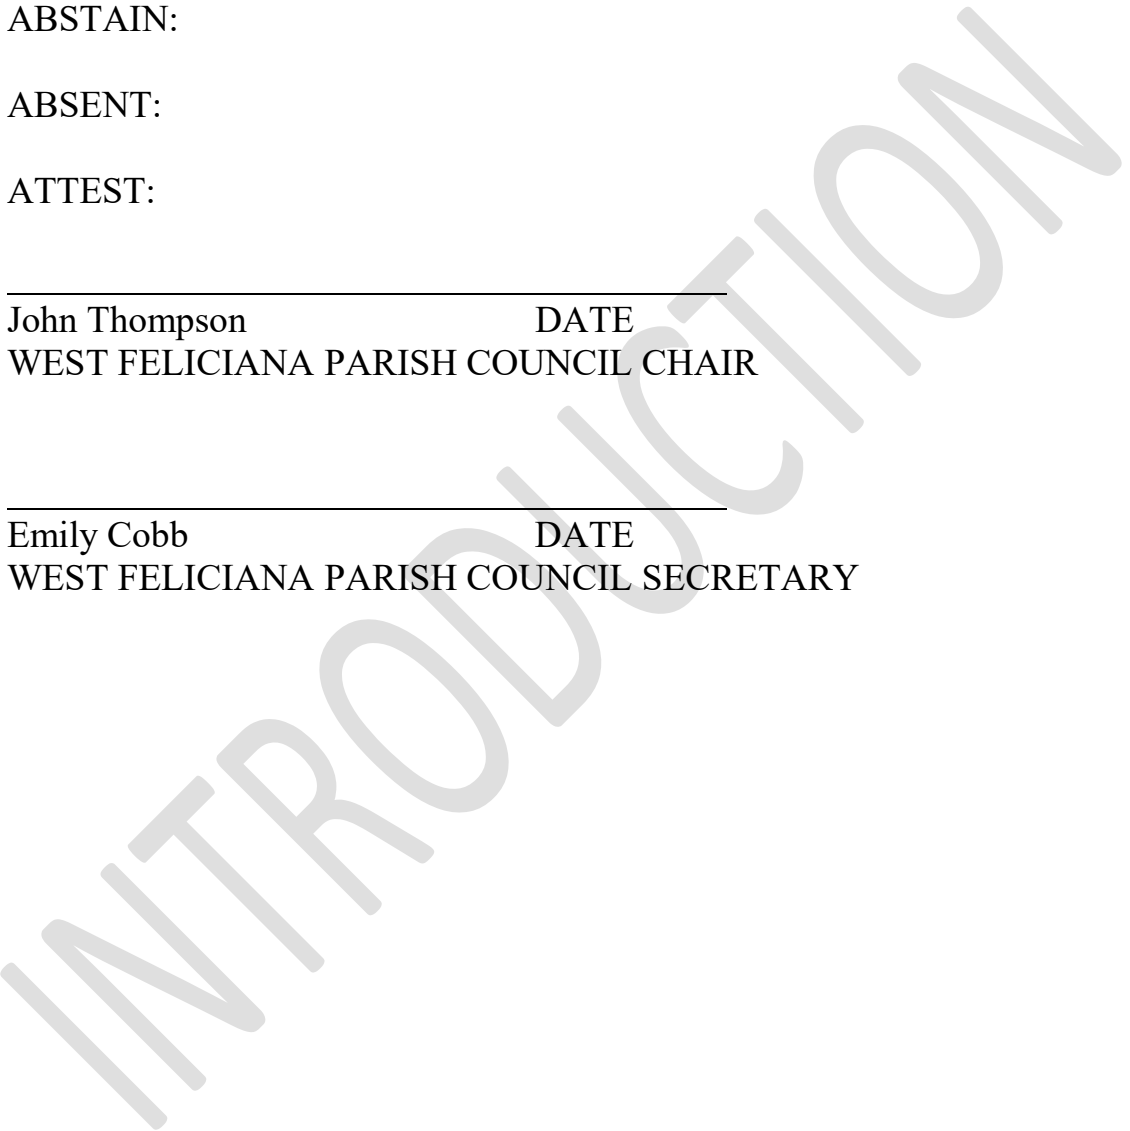 ABSTAIN:
ABSENT:
ATTEST:
John Thompson DATE
WEST FELICIANA PARISH COUNCIL CHAIR
Emily Cobb DATE
WEST FELICIANA PARISH COUNCIL SECRETARY
INTRODUCTION